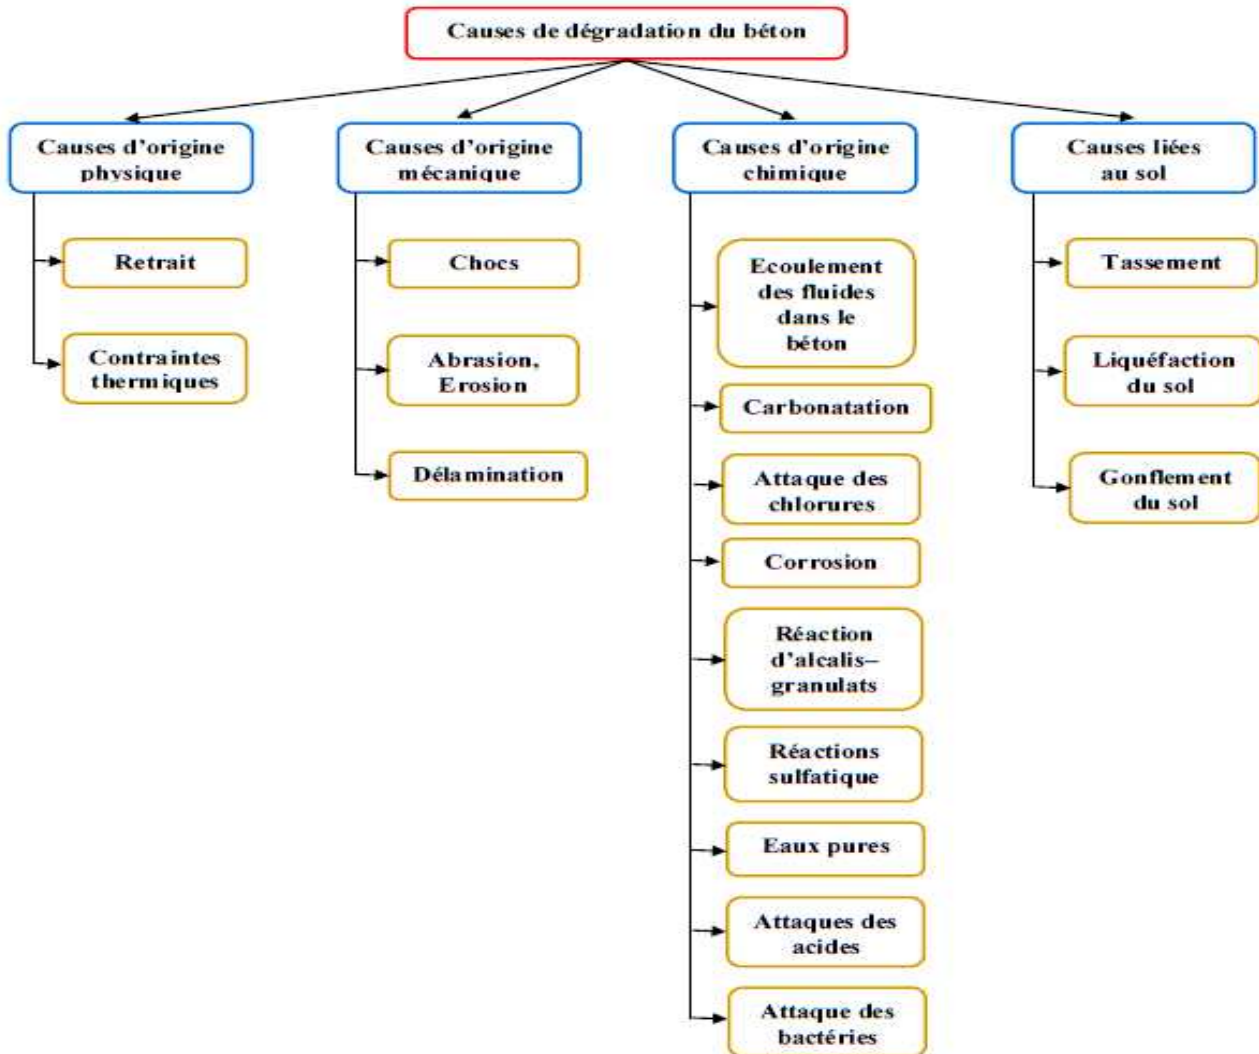 Causes de dégradation du béton
Causes d'origine
physique
Causes d'origine
mécanique
Causes d'origine
chimique
Causes liées
au sol
Retrait
Contraintes
thermiques
Chocs
Abrasion,
Erosion
Délamination
Ecoulement
des fluides
dans le
béton
Carbonatation
Attaque des
chlorures
Corrosion
Réaction
d'alcalis–
granulats
Réactions
sulfatique
Eaux pures
Attaques des
acides
Attaque des
bactéries
Tassement
Liquéfaction
du sol
Gonflement
du sol